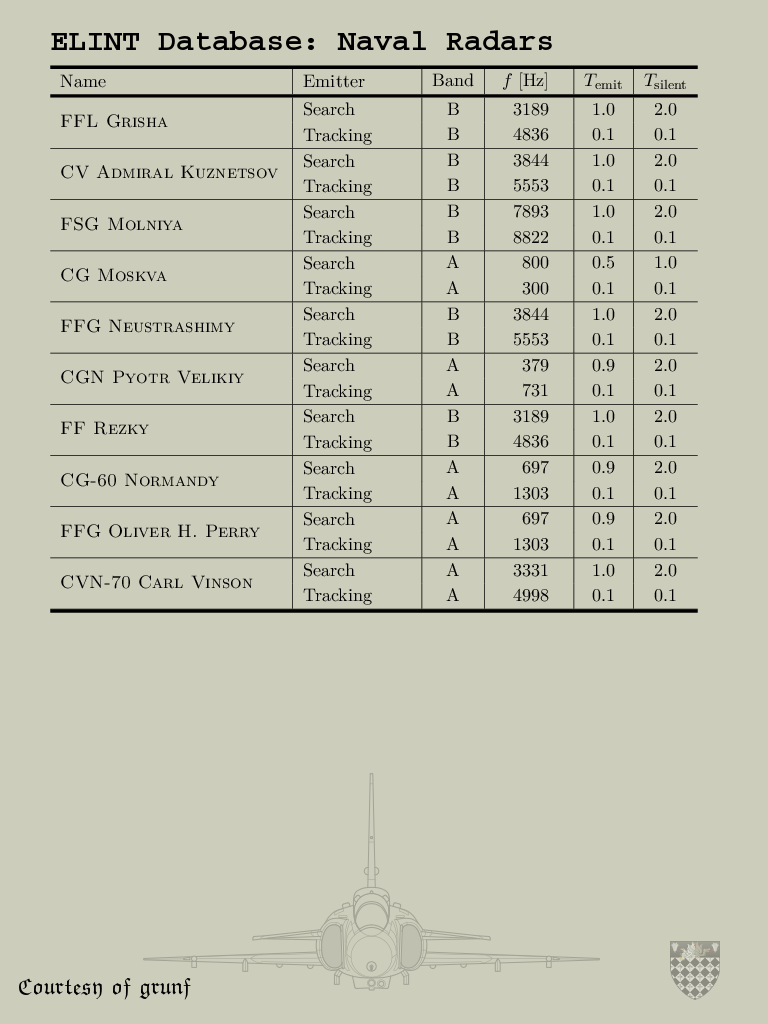 ELINT Database: Naval Radars
Name Emitter Band f [Hz] T_emit T_silent
FFL GRISHA Search B 3189 1.0 2.0
Tracking B 4836 0.1 0.1
CV ADMIRAL KUZNETSOV Search B 3844 1.0 2.0
Tracking B 5553 0.1 0.1
FSG MOLNIYA Search B 7893 1.0 2.0
Tracking B 8822 0.1 0.1
CG MOSKVA Search A 800 0.5 1.0
Tracking A 300 0.1 0.1
FFG NEUSTRASHIMY Search B 3844 1.0 2.0
Tracking B 5553 0.1 0.1
CGN PYOTR VELIKIY Search A 379 0.9 2.0
Tracking A 731 0.1 0.1
FF REZKY Search B 3189 1.0 2.0
Tracking B 4836 0.1 0.1
CG-60 NORMANDY Search A 697 0.9 2.0
Tracking A 1303 0.1 0.1
FFG OLIVER H. PERRY Search A 697 0.9 2.0
Tracking A 1303 0.1 0.1
CVN-70 CARL VINSON Search A 3331 1.0 2.0
Tracking A 4998 0.1 0.1
Courtesy of grunf